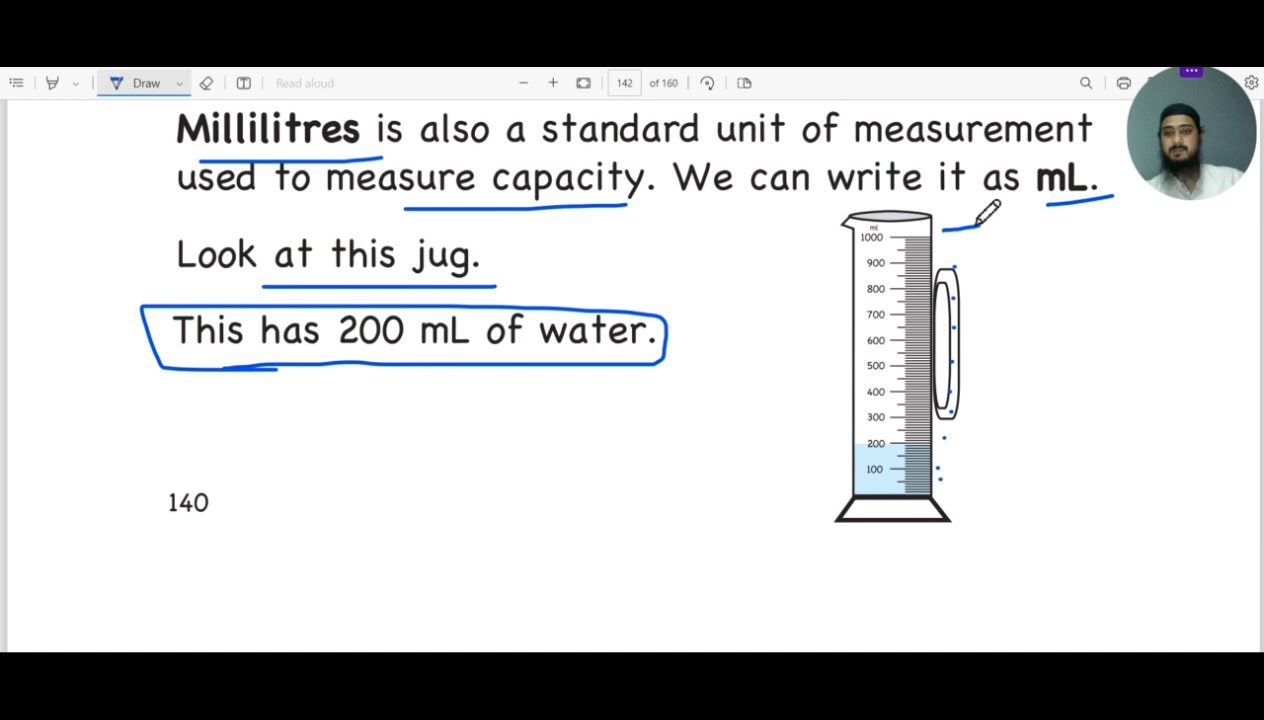 Draw
Read aloud
142 of 160
Millilitres is also a standard unit of measurement
used to measure capacity. We can write it as mL.
Look at this jug.
This has 200 mL of water.
ml
1000
900
800
700
600
500
400
300
200
100
140